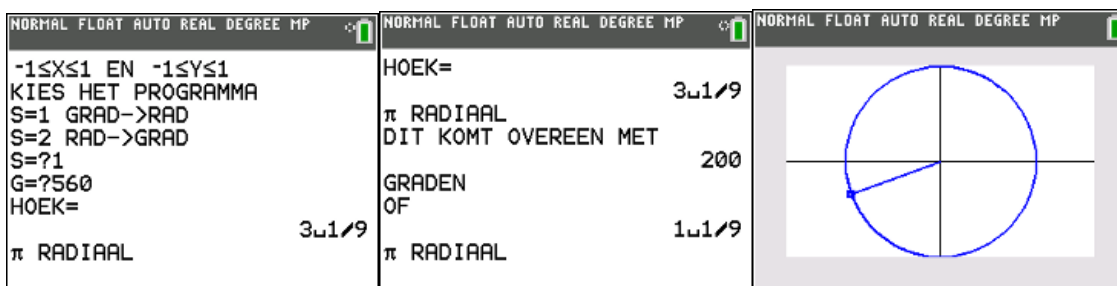 NORMAL FLOAT AUTO REAL DEGREE MP
-1≤X≤1 EN -1≤Y≤1
KIES HET PROGRAMMA
S=1 GRAD->RAD
S=2 RAD->GRAD
S=?1
G=?560
HOEK=
3␣1/9
π RADIAAL
NORMAL FLOAT AUTO REAL DEGREE MP
HOEK=
3␣1/9
π RADIAAL
DIT KOMT OVEREEN MET
200
GRADEN
OF
1␣1/9
π RADIAAL
NORMAL FLOAT AUTO REAL DEGREE MP